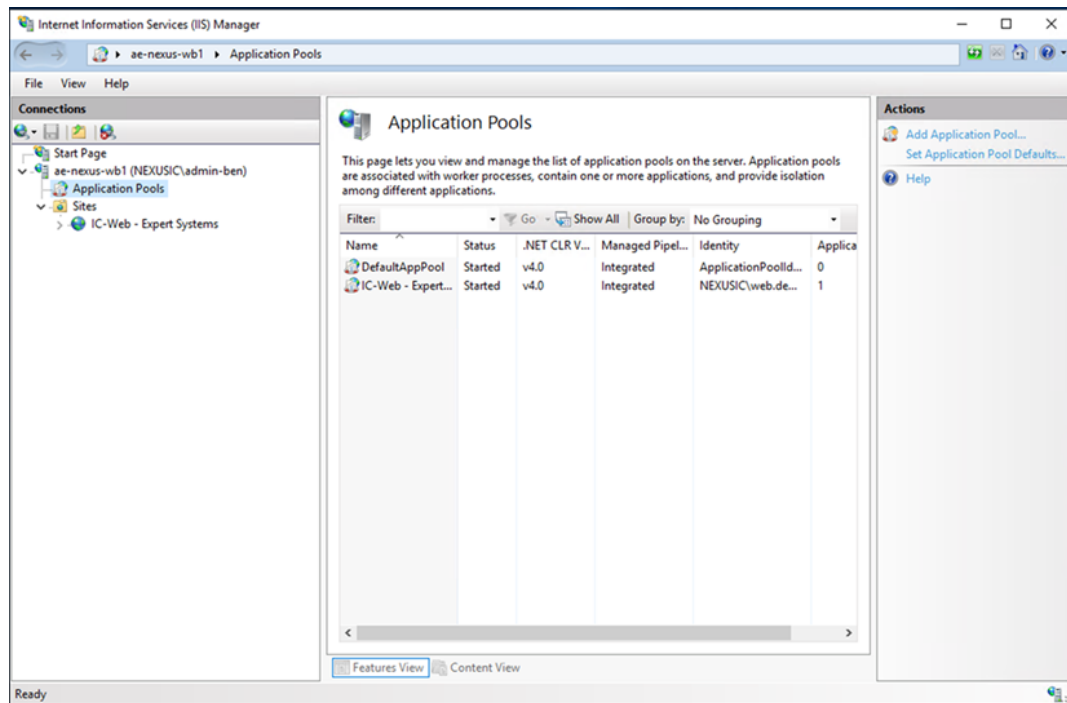 Internet Information Services (IIS) Manager
ae-nexus-wb1 Application Pools
File View Help
Connections
Start Page
ae-nexus-wb1 (NEXUSIC\admin-ben)
Application Pools
Sites
IC-Web - Expert Systems
Application Pools
This page lets you view and manage the list of application pools on the server. Application pools
are associated with worker processes, contain one or more applications, and provide isolation
among different applications.
Filter: Go Show All Group by: No Grouping
Name Status .NET CLR V... Managed Pipel... Identity Applica
DefaultAppPool Started v4.0 Integrated ApplicationPoolId... 0
IC-Web - Expert... Started v4.0 Integrated NEXUSIC\web.de... 1
Features View Content View
Actions
Add Application Pool...
Set Application Pool Defaults...
Help
Ready